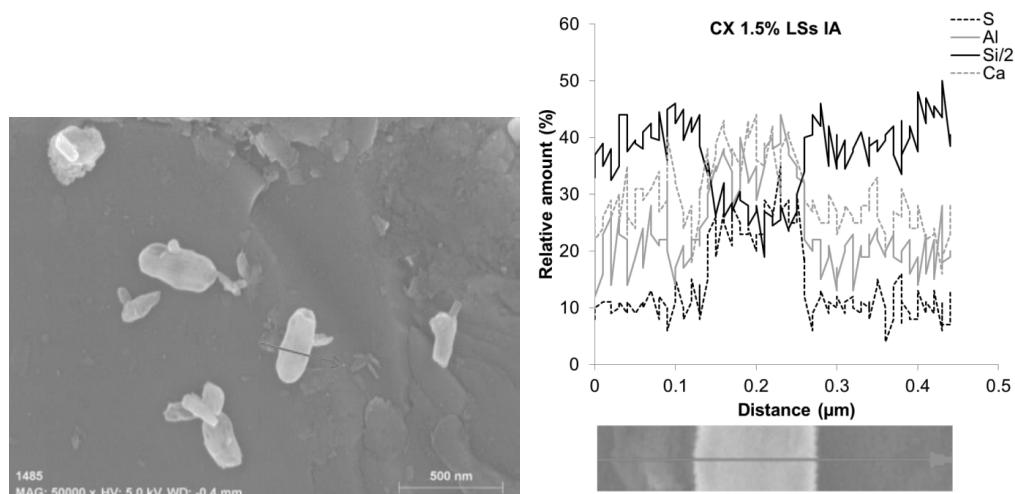 CX 1.5% LSs IA
S
Al
Si/2
Ca
60
50
40
30
20
10
0
Relative amount (%)
0
0.1
0.2
0.3
0.4
0.5
Distance (µm)
1485
500 nm
MAG: 50000 x HV: 5.0 kV WD: -0.4 mm